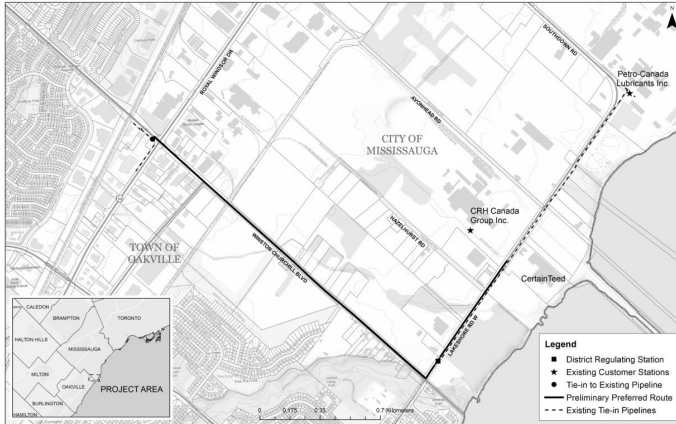 N
SOUTHDOWN RD
ROYAL WINDSOR DR
Petro-Canada
Lubricants Inc.
AVONHEAD RD
CITY OF
MISSISSAUGA
CRH Canada
Group Inc.
HAZELHURST RD
TOWN OF
OAKVILLE
WINSTON CHURCHILL BLVD
CertainTeed
LAKESHORE RD W
CALEDON
BRAMPTON
TORONTO
HALTON HILLS
MISSISSAUGA
MILTON
OAKVILLE
PROJECT AREA
BURLINGTON
HAMILTON
0 0.175 0.35 0.7 Kilometers
Legend
District Regulating Station
Existing Customer Stations
Tie-in to Existing Pipeline
Preliminary Preferred Route
Existing Tie-in Pipelines